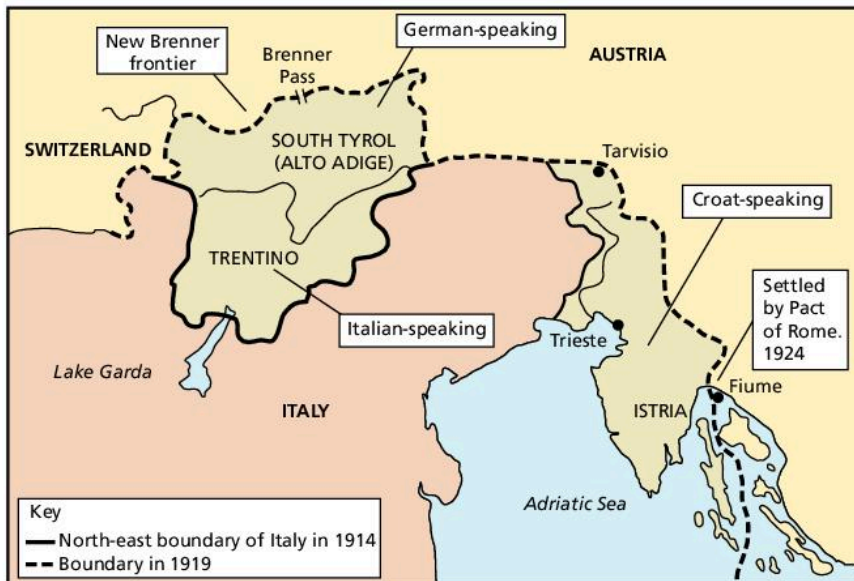 German-speaking
New Brenner
frontier
Brenner
Pass
AUSTRIA
SOUTH TYROL
(ALTO ADIGE)
SWITZERLAND
Tarvisio
Croat-speaking
TRENTINO
Settled
by Pact
of Rome.
1924
Italian-speaking
Trieste
Lake Garda
Fiume
ITALY
ISTRIA
Adriatic Sea
Key
North-east boundary of Italy in 1914
Boundary in 1919